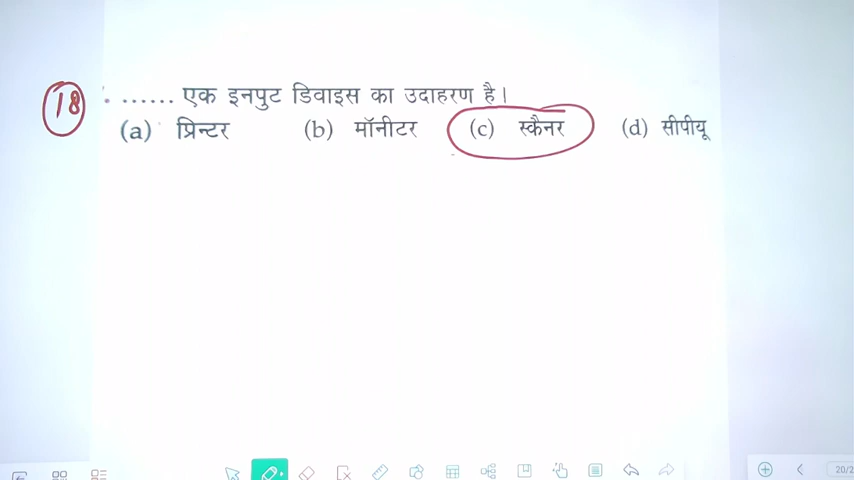 18 ...... एक इनपुट डिवाइस का उदाहरण है।
(a) प्रिन्टर (b) मॉनीटर (c) स्कैनर (d) सीपीयू